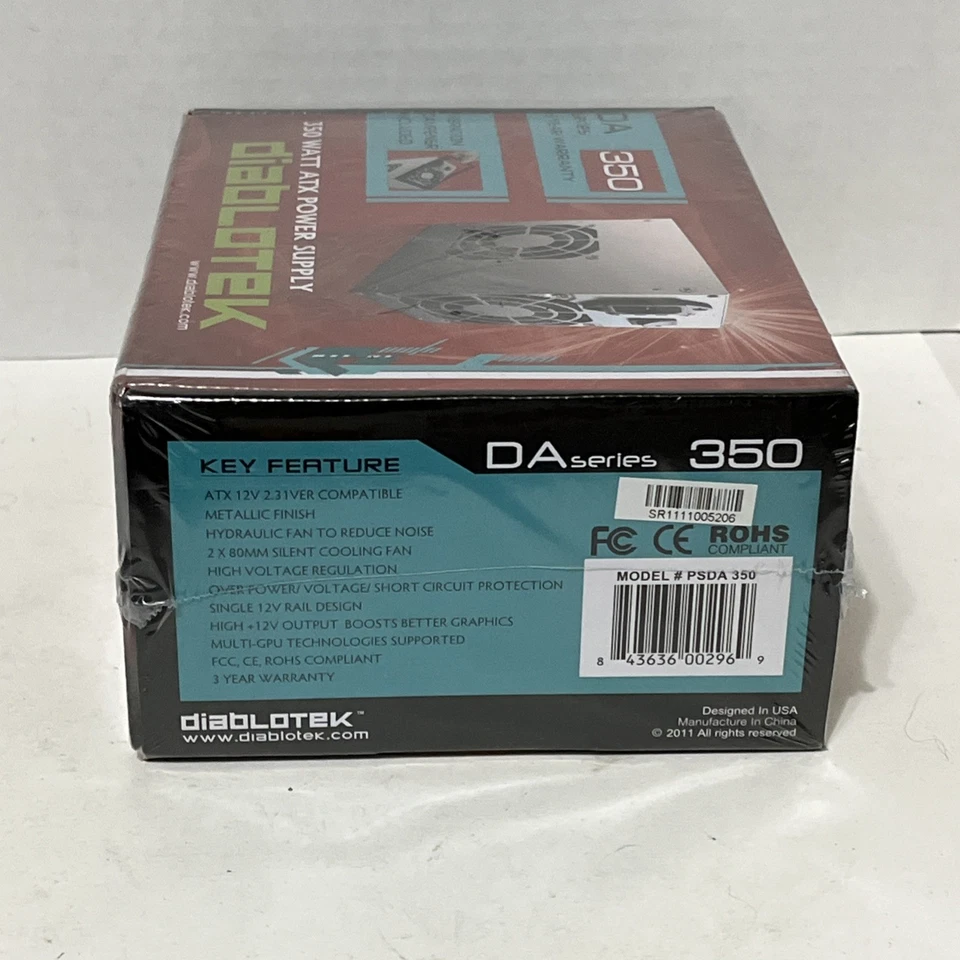 350 WATT ATX POWER SUPPLY
diabLOTEK
www.diablotek.com
DA
350
WARRANTY
DA series 350
KEY FEATURE
ATX 12V 2.31VER COMPATIBLE
METALLIC FINISH
HYDRAULIC FAN TO REDUCE NOISE
2 X 80MM SILENT COOLING FAN
HIGH VOLTAGE REGULATION
OVER POWER/ VOLTAGE/ SHORT CIRCUIT PROTECTION
SINGLE 12V RAIL DESIGN
HIGH +12V OUTPUT BOOSTS BETTER GRAPHICS
MULTI-GPU TECHNOLOGIES SUPPORTED
FCC, CE, ROHS COMPLIANT
3 YEAR WARRANTY
SR1111005206
FC CE ROHS
COMPLIANT
MODEL # PSDA 350
8 43636 00296 9
diabLOTEK™
www.diablotek.com
Designed In USA
Manufacture In China
© 2011 All rights reserved